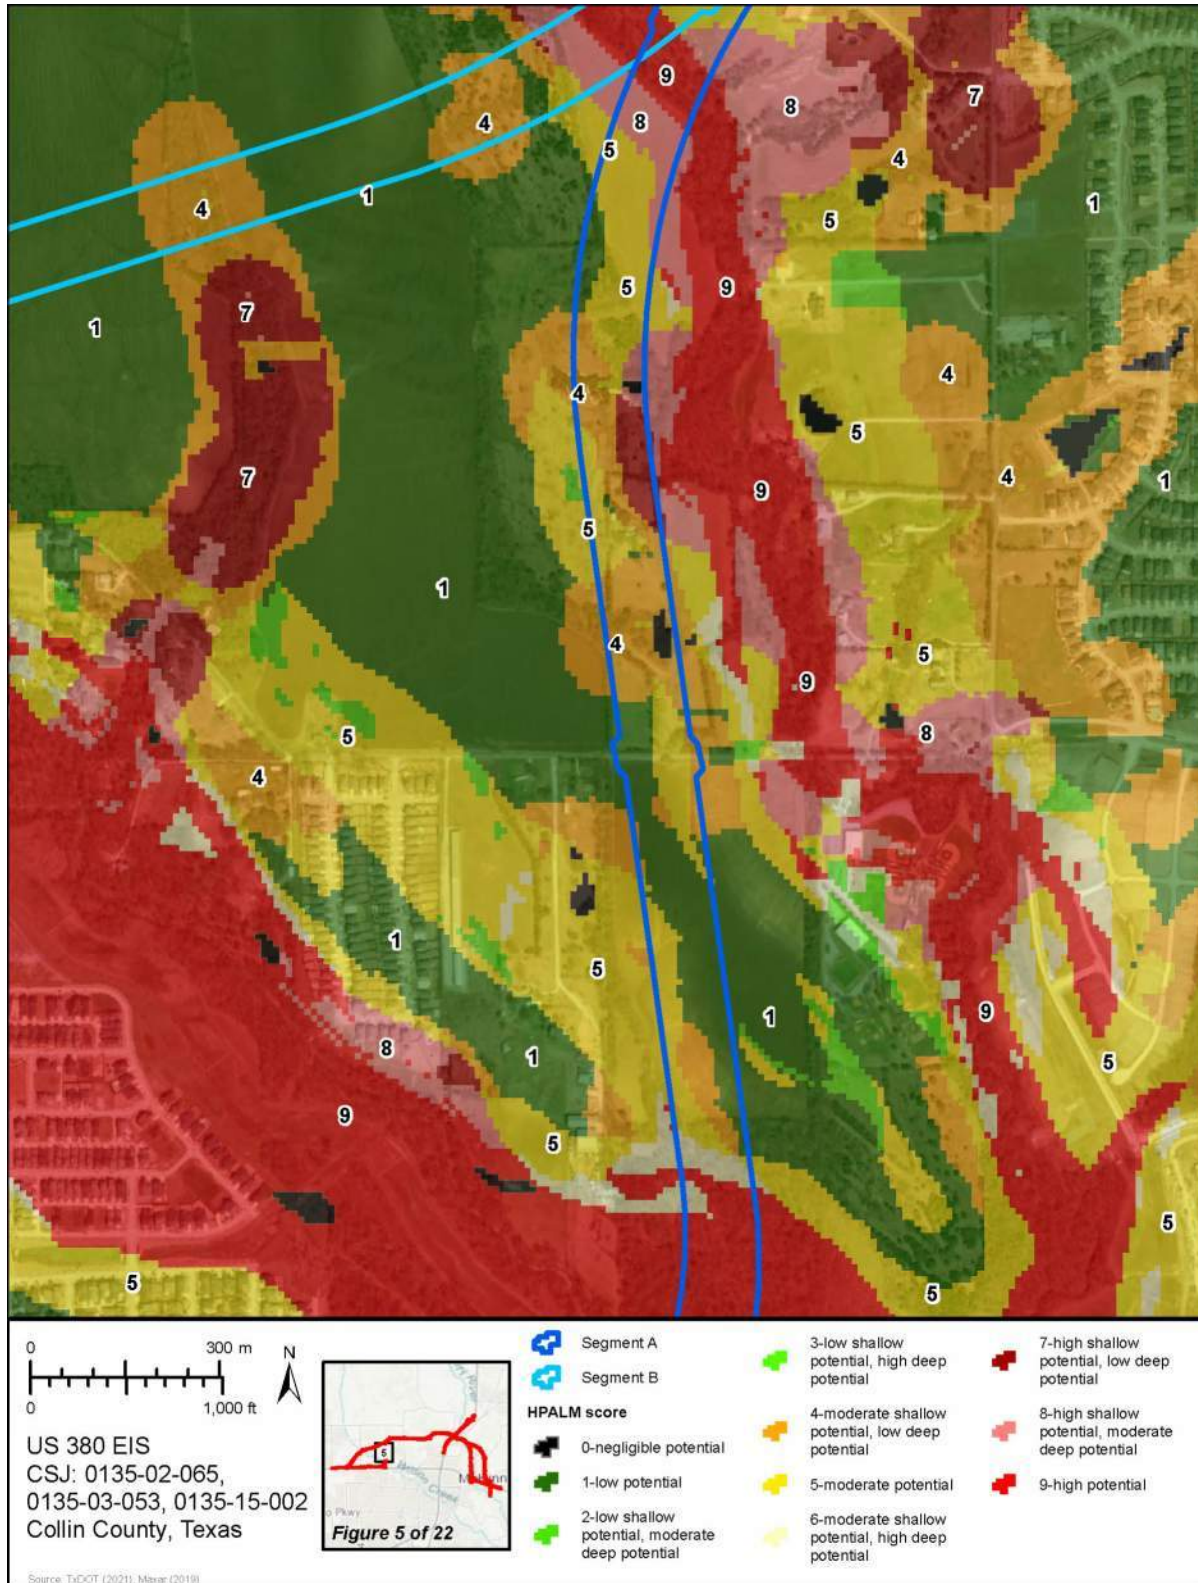 9
8
8
7
4
4
5
1
4
1
5
7
5
9
1
4
4
5
7
9
4
1
5
1
4
5
9
5
8
4
1
5
1
9
1
8
5
9
5
5
5
5
0 300 m
0 1,000 ft
N
US 380 EIS
CSJ: 0135-02-065,
0135-03-053, 0135-15-002
Collin County, Texas
5
o Pkwy
Figure 5 of 22
Segment A
Segment B
HPALM score
0-negligible potential
1-low potential
2-low shallow
potential, moderate
deep potential
3-low shallow
potential, high deep
potential
4-moderate shallow
potential, low deep
potential
5-moderate potential
6-moderate shallow
potential, high deep
potential
7-high shallow
potential, low deep
potential
8-high shallow
potential, moderate
deep potential
9-high potential
Source: TxDOT (2021), Maxar (2019)